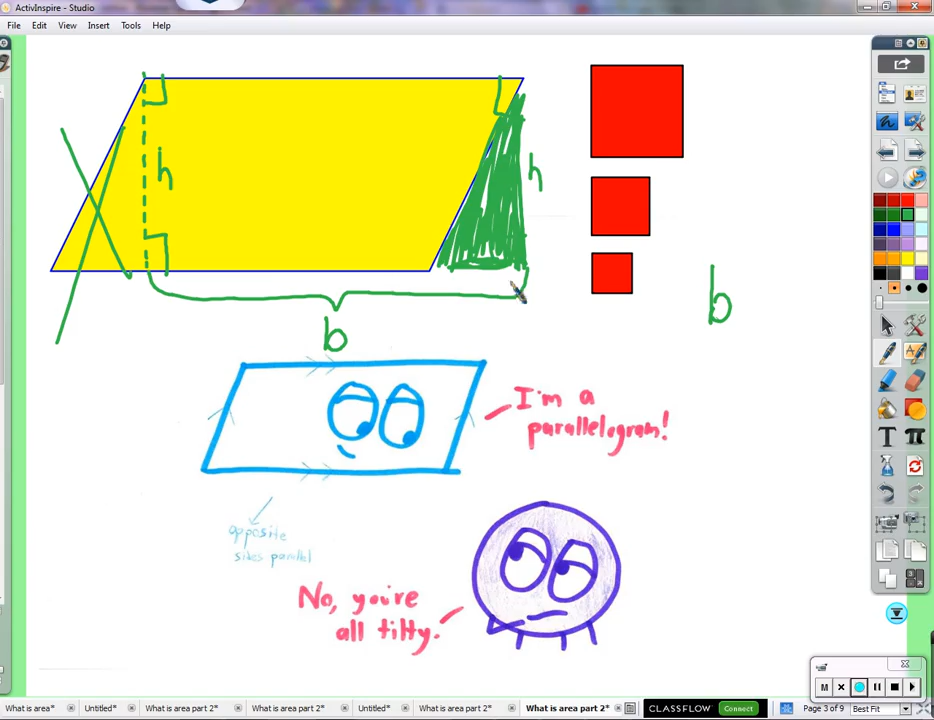 ActivInspire - Studio
File Edit View Insert Tools Help
h
h
b
b
I'm a
parallelogram!
opposite
sides parallel
No, you're
all tilty.
M
What is area* Untitled* What is area part 2* What is area part 2* Untitled* What is area part 2* What is area part 2* CLASSFLOW Connect Page 3 of 9 Best Fit